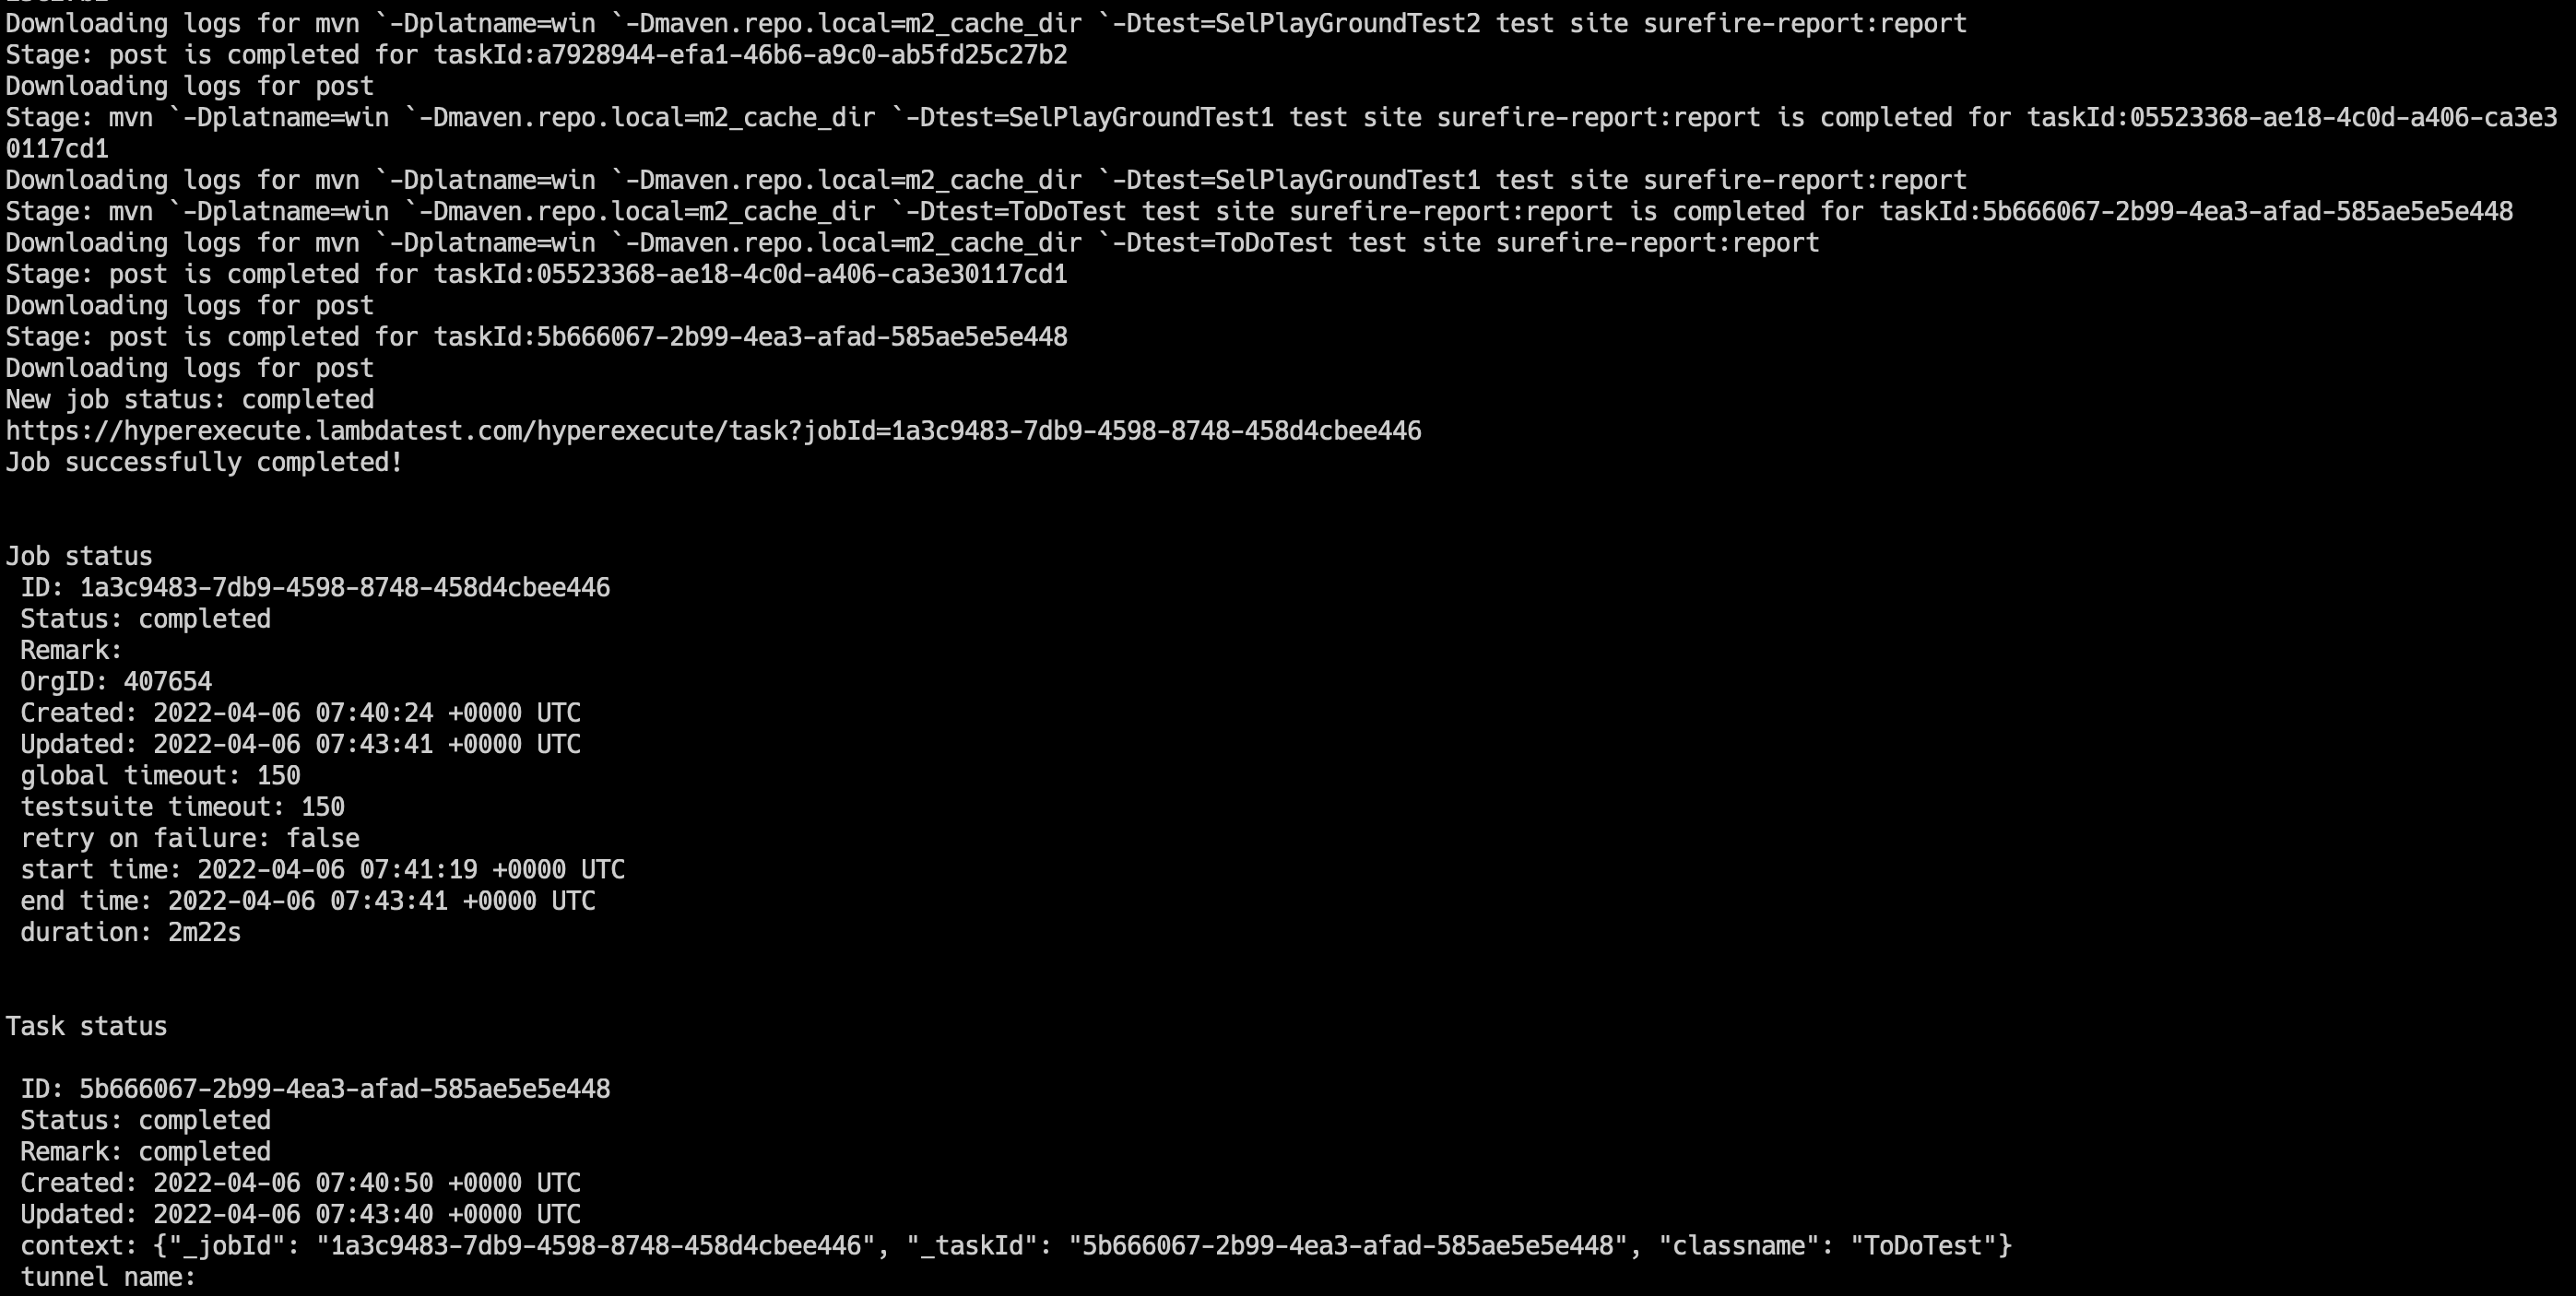 Downloading logs for mvn `-Dplatname=win `-Dmaven.repo.local=m2_cache_dir `-Dtest=SelPlayGroundTest2 test site surefire-report:report
Stage: post is completed for taskId:a7928944-efa1-46b6-a9c0-ab5fd25c27b2
Downloading logs for post
Stage: mvn `-Dplatname=win `-Dmaven.repo.local=m2_cache_dir `-Dtest=SelPlayGroundTest1 test site surefire-report:report is completed for taskId:05523368-ae18-4c0d-a406-ca3e3
0117cd1
Downloading logs for mvn `-Dplatname=win `-Dmaven.repo.local=m2_cache_dir `-Dtest=SelPlayGroundTest1 test site surefire-report:report
Stage: mvn `-Dplatname=win `-Dmaven.repo.local=m2_cache_dir `-Dtest=ToDoTest test site surefire-report:report is completed for taskId:5b666067-2b99-4ea3-afad-585ae5e5e448
Downloading logs for mvn `-Dplatname=win `-Dmaven.repo.local=m2_cache_dir `-Dtest=ToDoTest test site surefire-report:report
Stage: post is completed for taskId:05523368-ae18-4c0d-a406-ca3e30117cd1
Downloading logs for post
Stage: post is completed for taskId:5b666067-2b99-4ea3-afad-585ae5e5e448
Downloading logs for post
New job status: completed
https://hyperexecute.lambdatest.com/hyperexecute/task?jobId=1a3c9483-7db9-4598-8748-458d4cbee446
Job successfully completed!
Job status
ID: 1a3c9483-7db9-4598-8748-458d4cbee446
Status: completed
Remark:
OrgID: 407654
Created: 2022-04-06 07:40:24 +0000 UTC
Updated: 2022-04-06 07:43:41 +0000 UTC
global timeout: 150
testsuite timeout: 150
retry on failure: false
start time: 2022-04-06 07:41:19 +0000 UTC
end time: 2022-04-06 07:43:41 +0000 UTC
duration: 2m22s
Task status
ID: 5b666067-2b99-4ea3-afad-585ae5e5e448
Status: completed
Remark: completed
Created: 2022-04-06 07:40:50 +0000 UTC
Updated: 2022-04-06 07:43:40 +0000 UTC
context: {"_jobId": "1a3c9483-7db9-4598-8748-458d4cbee446", "_taskId": "5b666067-2b99-4ea3-afad-585ae5e5e448", "classname": "ToDoTest"}
tunnel name: